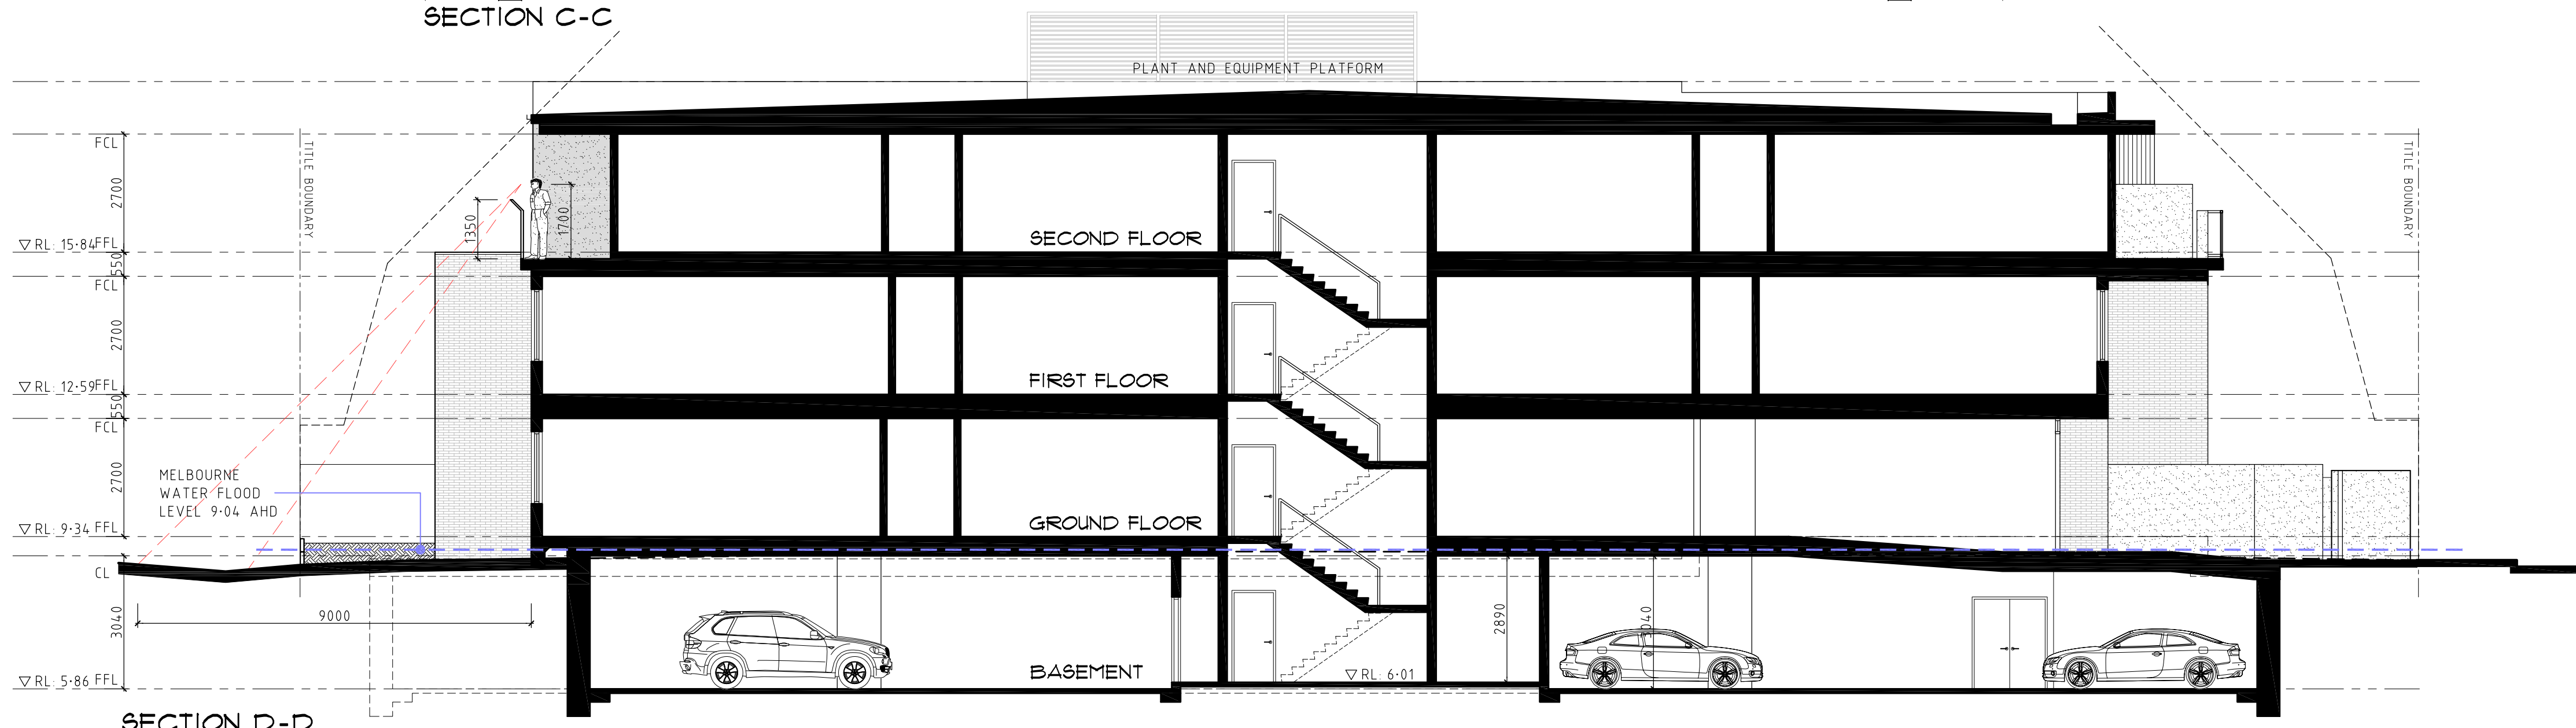 SECTION C-C
PLANT AND EQUIPMENT PLATFORM
FCL
TITLE BOUNDARY
TITLE BOUNDARY
2700
1350
1700
SECOND FLOOR
RL: 15·84 FFL
550
FCL
2700
FIRST FLOOR
RL: 12·59 FFL
550
FCL
2700
MELBOURNE
WATER FLOOD
LEVEL 9·04 AHD
GROUND FLOOR
RL: 9·34 FFL
CL
9000
3040
2890
3040
BASEMENT
RL: 6·01
RL: 5·86 FFL
SECTION D-D